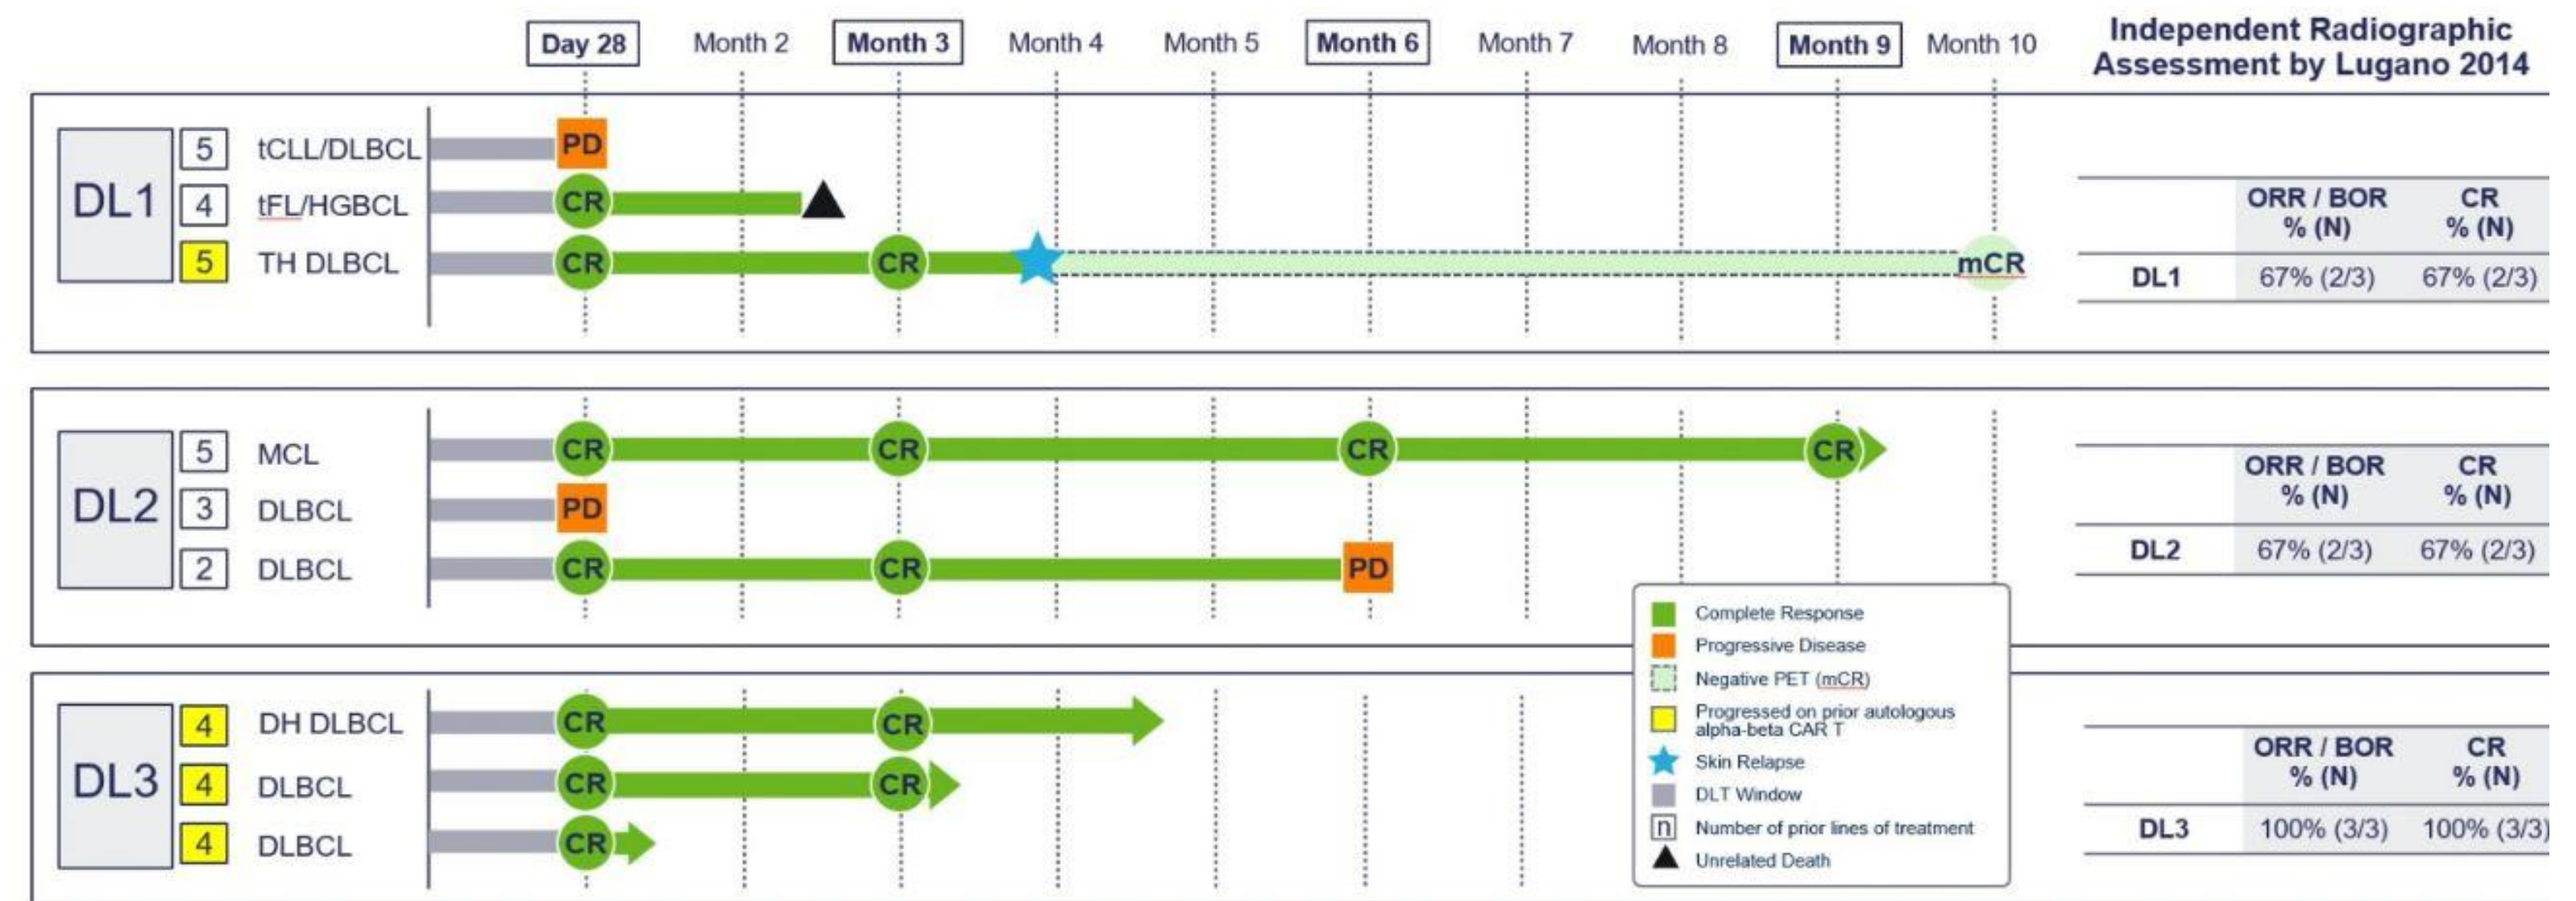 Day 28 Month 2 Month 3 Month 4 Month 5 Month 6 Month 7 Month 8 Month 9 Month 10
Independent Radiographic
Assessment by Lugano 2014
DL1
5 tCLL/DLBCL PD
4 tFL/HGBCL CR
5 TH DLBCL CR CR mCR
ORR / BOR CR
% (N) % (N)
DL1 67% (2/3) 67% (2/3)
DL2
5 MCL CR CR CR CR
3 DLBCL PD
2 DLBCL CR CR PD
ORR / BOR CR
% (N) % (N)
DL2 67% (2/3) 67% (2/3)
DL3
4 DH DLBCL CR CR
4 DLBCL CR CR
4 DLBCL CR
Complete Response
Progressive Disease
Negative PET (mCR)
Progressed on prior autologous
alpha-beta CAR T
Skin Relapse
DLT Window
n Number of prior lines of treatment
Unrelated Death
ORR / BOR CR
% (N) % (N)
DL3 100% (3/3) 100% (3/3)